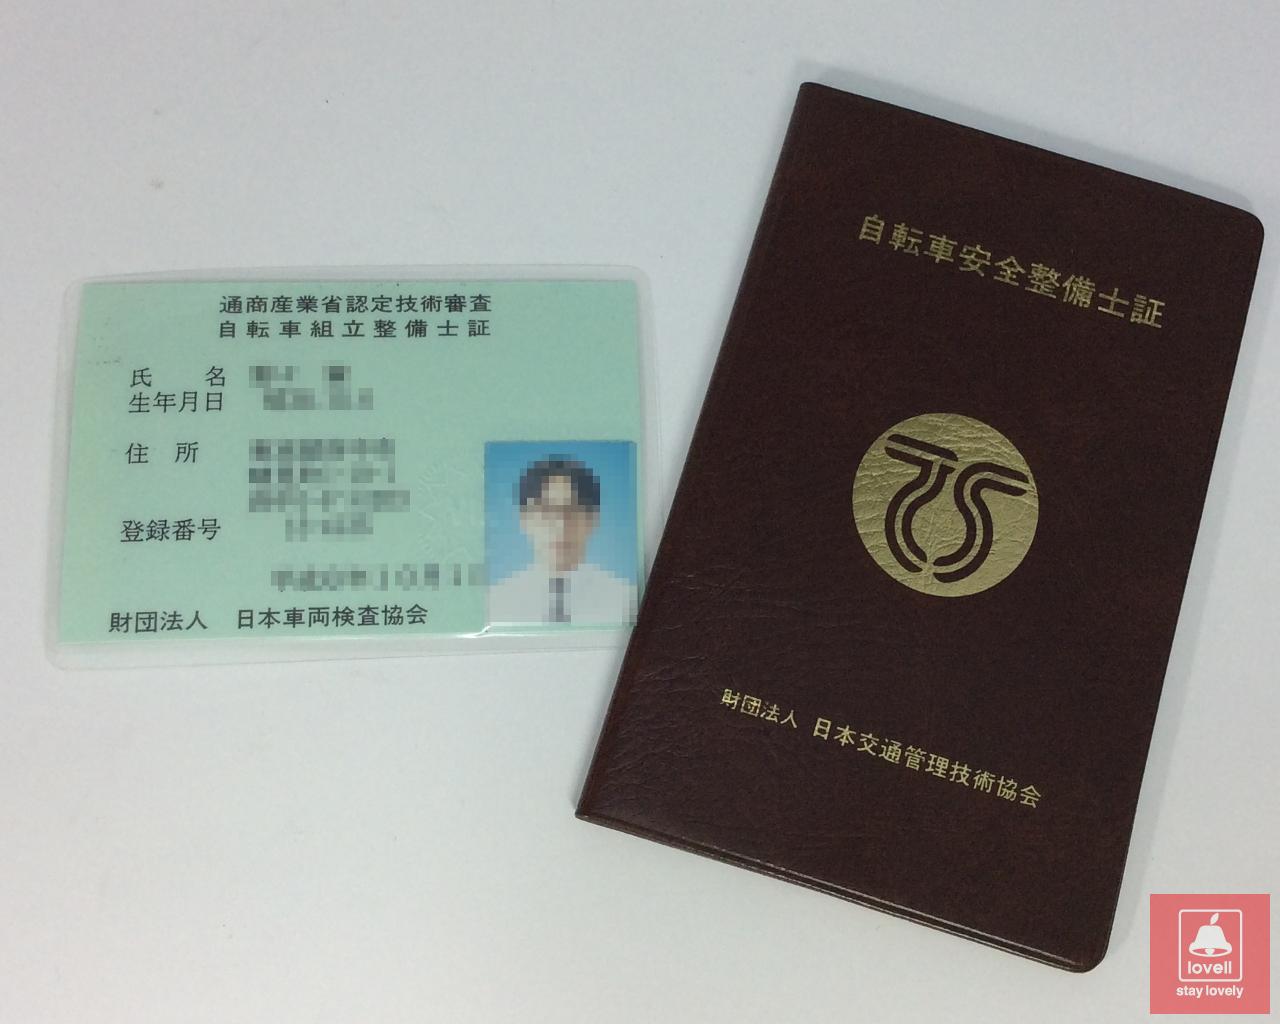 通商産業省認定技術審査
自転車組立整備士証
氏 名
生年月日
住 所
登録番号
財団法人 日本車両検査協会
自転車安全整備士証
財団法人 日本交通管理技術協会
lovell
stay lovely